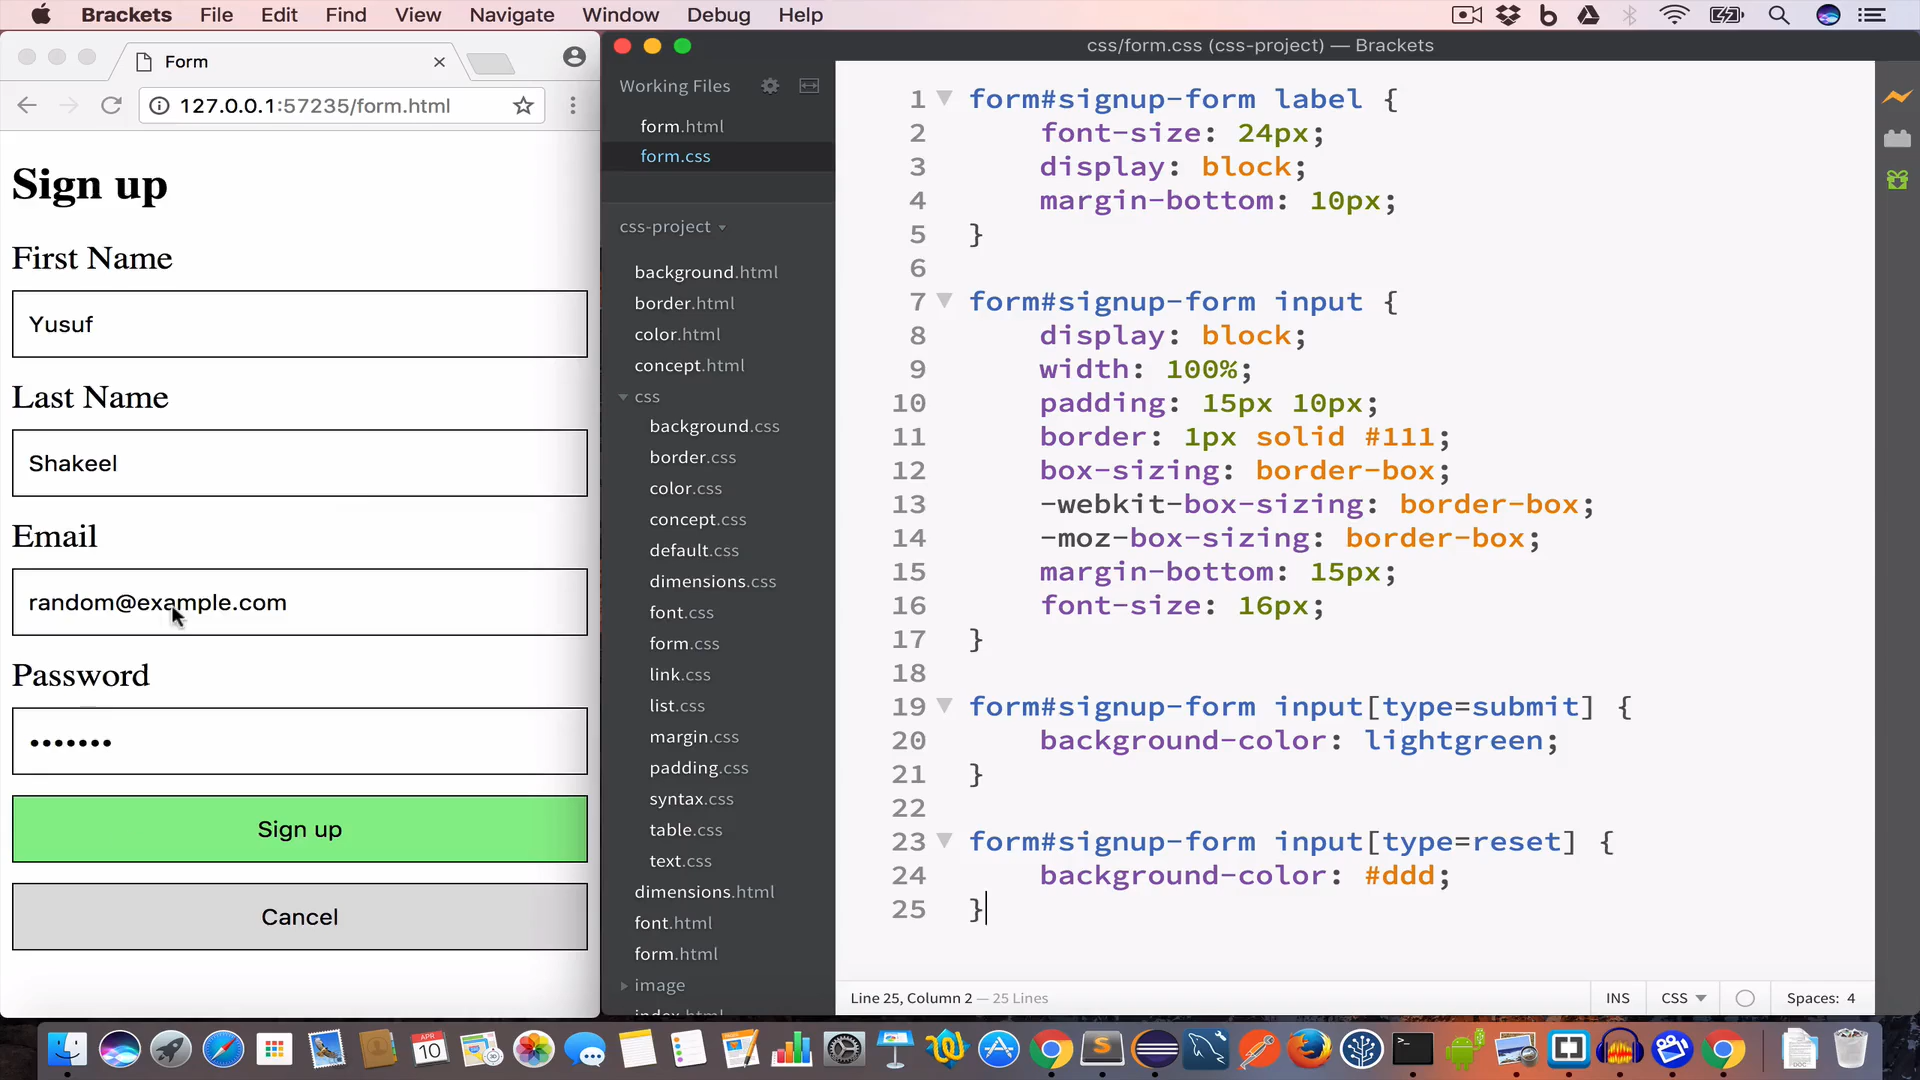 Brackets File Edit Find View Navigate Window Debug Help
Form
127.0.0.1:57235/form.html
Sign up
First Name
Yusuf
Last Name
Shakeel
Email
random@example.com
Password
•••••••
Sign up
Cancel
css/form.css (css-project) — Brackets
Working Files
form.html
form.css
css-project
background.html
border.html
color.html
concept.html
css
background.css
border.css
color.css
concept.css
default.css
dimensions.css
font.css
form.css
link.css
list.css
margin.css
padding.css
syntax.css
table.css
text.css
dimensions.html
font.html
form.html
image
index.html
1 form#signup-form label {
2 font-size: 24px;
3 display: block;
4 margin-bottom: 10px;
5 }
6
7 form#signup-form input {
8 display: block;
9 width: 100%;
10 padding: 15px 10px;
11 border: 1px solid #111;
12 box-sizing: border-box;
13 -webkit-box-sizing: border-box;
14 -moz-box-sizing: border-box;
15 margin-bottom: 15px;
16 font-size: 16px;
17 }
18
19 form#signup-form input[type=submit] {
20 background-color: lightgreen;
21 }
22
23 form#signup-form input[type=reset] {
24 background-color: #ddd;
25 }
Line 25, Column 2 — 25 Lines
INS CSS Spaces: 4
APR
10